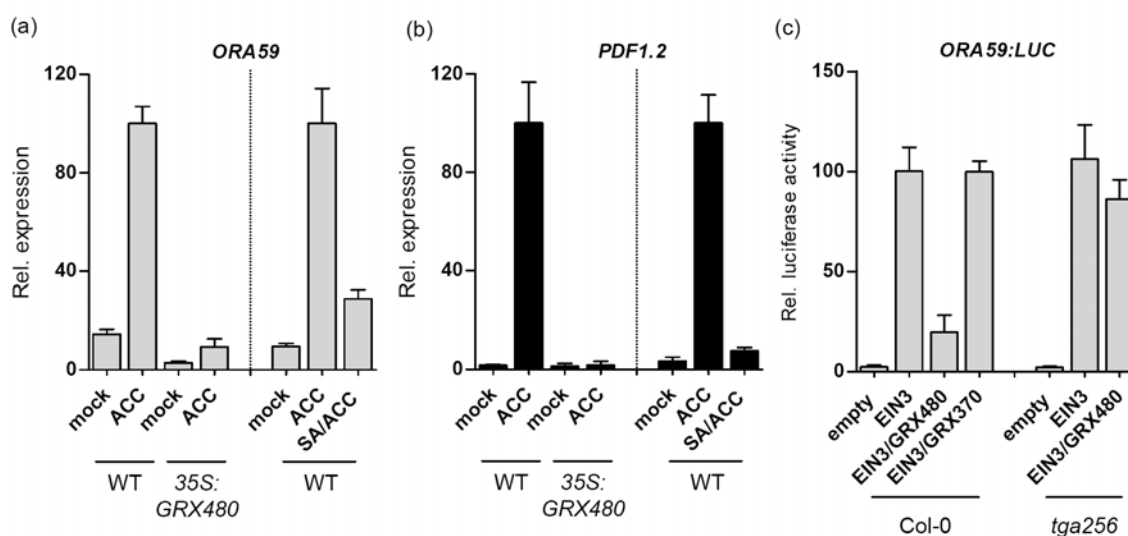 (a)
ORA59
Rel. expression
120
80
40
0
mock
ACC
mock
ACC
mock
ACC
SA/ACC
WT
35S:
GRX480
WT
(b)
PDF1.2
Rel. expression
120
80
40
0
mock
ACC
mock
ACC
mock
ACC
SA/ACC
WT
35S:
GRX480
WT
(c)
ORA59:LUC
Rel. luciferase activity
150
100
50
0
empty
EIN3
EIN3/GRX480
EIN3/GRX370
empty
EIN3
EIN3/GRX480
Col-0
tga256